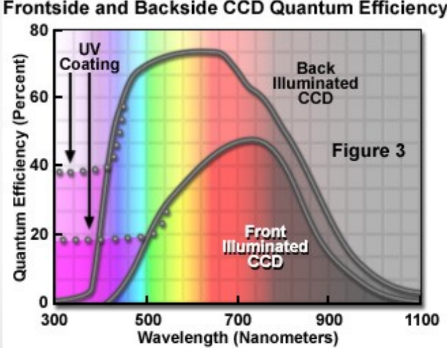 Frontside and Backside CCD Quantum Efficiency
80
60
40
20
0
Quantum Efficiency (Percent)
UV
Coating
Back
Illuminated
CCD
Figure 3
Front
Illuminated
CCD
300 500 700 900 1100
Wavelength (Nanometers)